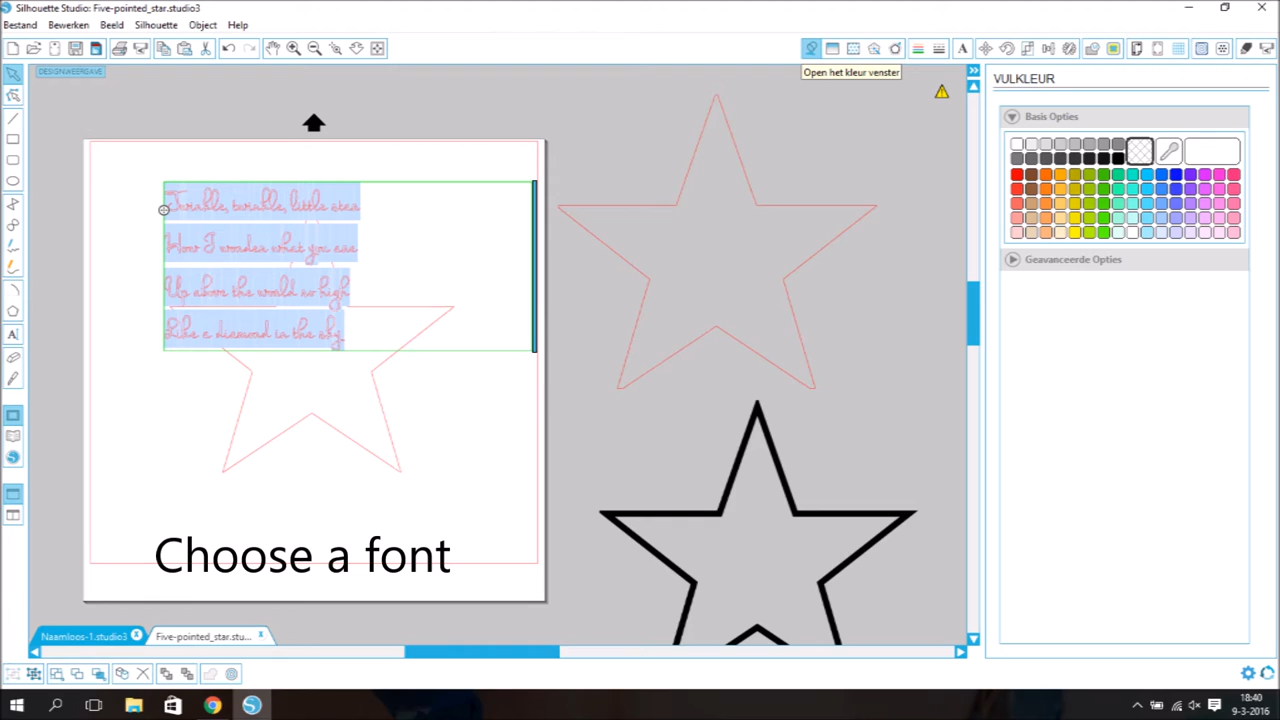 Silhouette Studio: Five-pointed_star.studio3
Bestand Bewerken Beeld Silhouette Object Help
DESIGNWEERGAVE
Open het kleur venster
VULKLEUR
Basis Opties
Geavanceerde Opties
Twinkle, twinkle, little star
How I wonder what you are
Up above the world so high
Like a diamond in the sky.
Choose a font
Naamloos-1.studio3
Five-pointed_star.stu...
18:40
9-3-2016